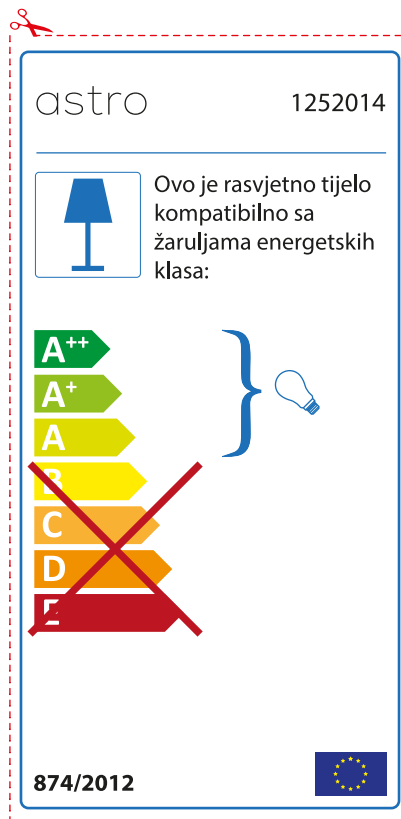 astro
1252014
Ovo je rasvjetno tijelo
kompatibilno sa
žaruljama energetskih
klasa:
A++
A+
A
B
C
D
E
874/2012